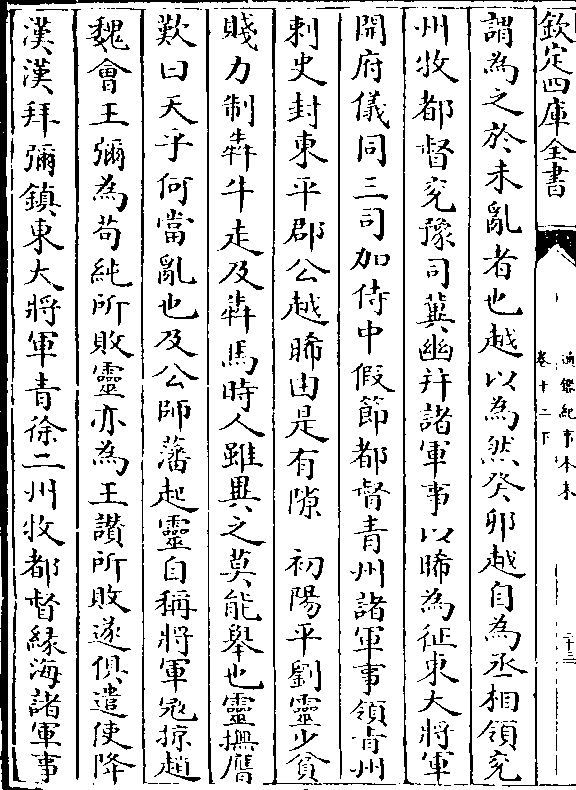 欽定四庫全書
通鑑紀事本末
卷十二下
二十三
謂為之於未亂者也越以為然癸卯越自為丞相領兖
州牧都督兖豫司冀幽并諸軍事以晞為征東大將軍
開府儀同三司加侍中假節都督青州諸軍事領青州
刺史封東平郡公越晞由是有隙 初陽平劉靈少貧
賤力制犇牛走及犇馬時人雖異之莫能舉也靈撫膺
歎曰天乎何當亂也及公師藩起靈自稱將軍冦掠趙
魏會王彌為苟純所敗靈亦為王讚所敗遂俱遣使降
漢漢拜彌鎮東大將軍青徐二州牧都督緣海諸軍事